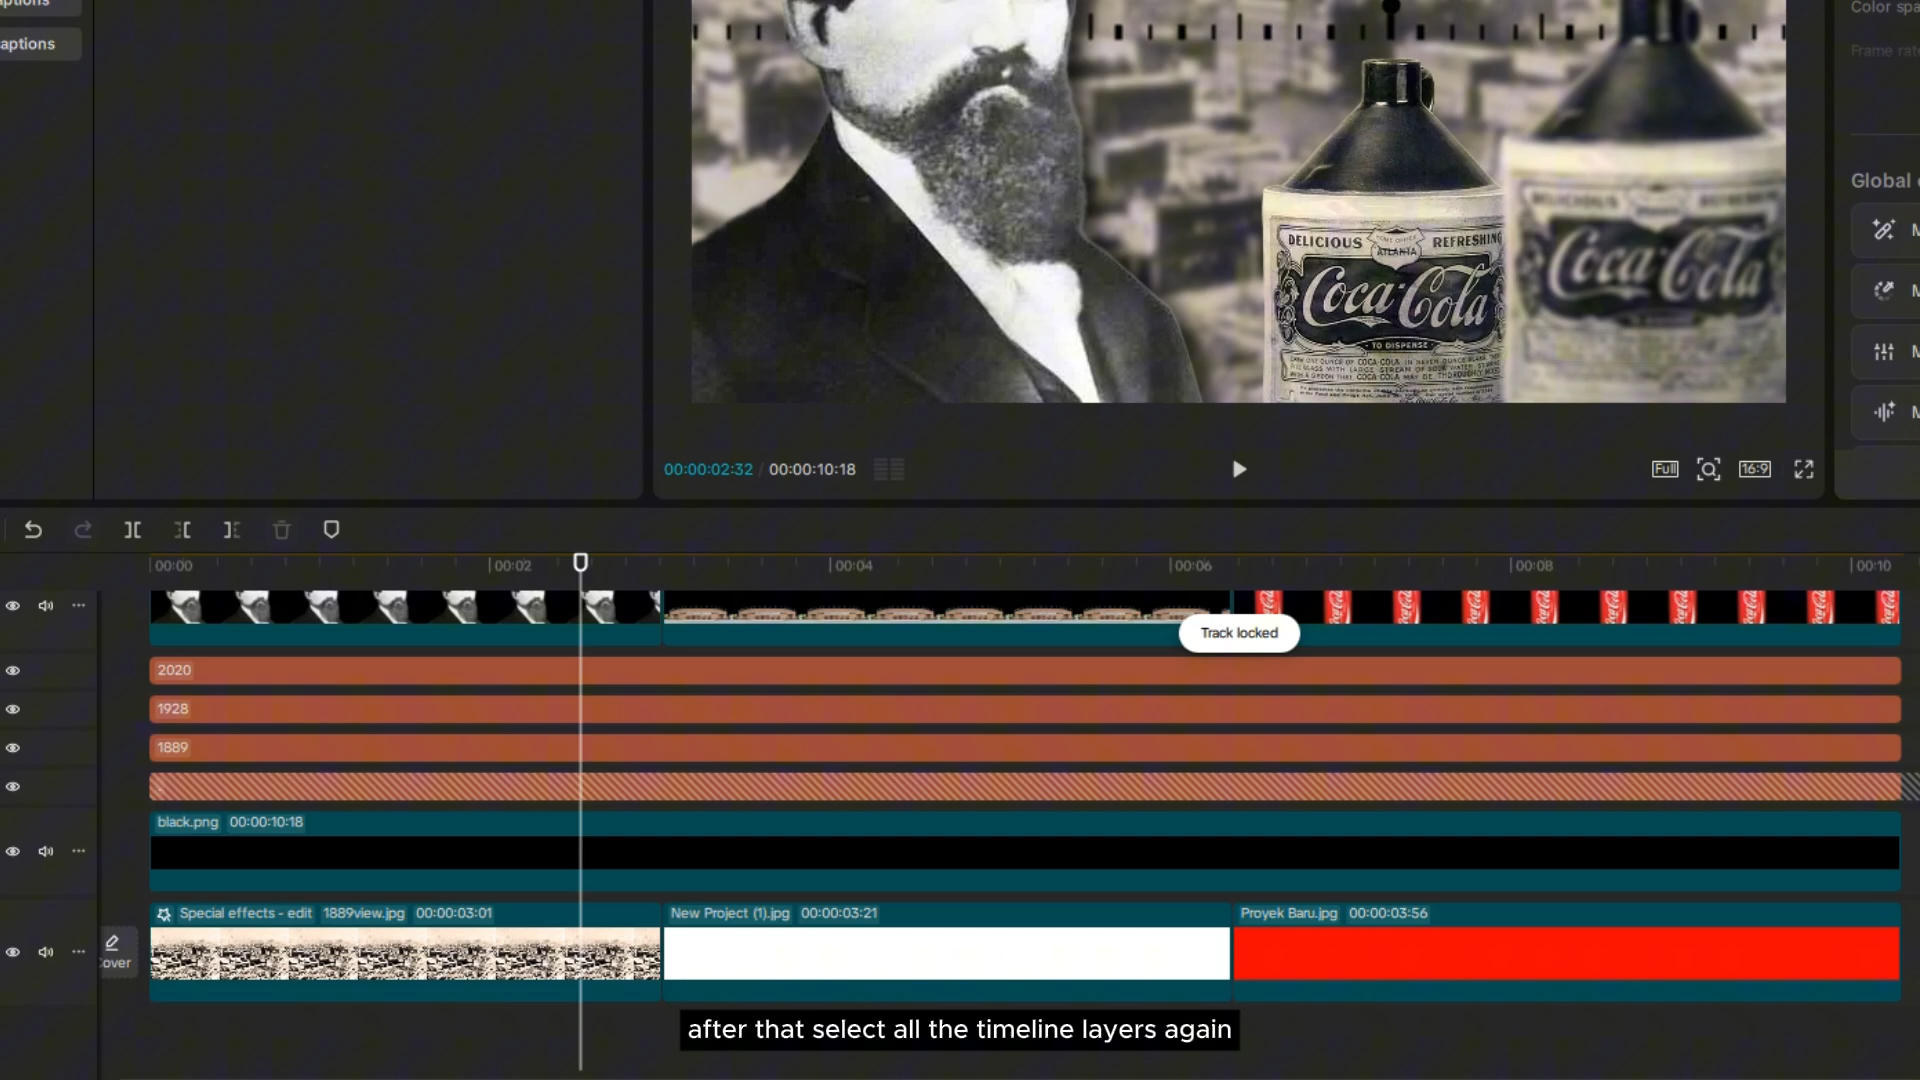 ptions
aptions
Color spa
Frame rat
Global
M
M
M
M
DELICIOUS HOME OFFICE ATLANTA REFRESHING
Coca-Cola
TO DISPENSE
Coca-Cola
00:00:02:32 / 00:00:10:18
Full
16:9
00:00
00:02
00:04
00:06
00:08
00:10
Track locked
2020
1928
1889
black.png 00:00:10:18
Special effects - edit 1889view.jpg 00:00:03:01
New Project (1).jpg 00:00:03:21
Proyek Baru.jpg 00:00:03:56
over
after that select all the timeline layers again